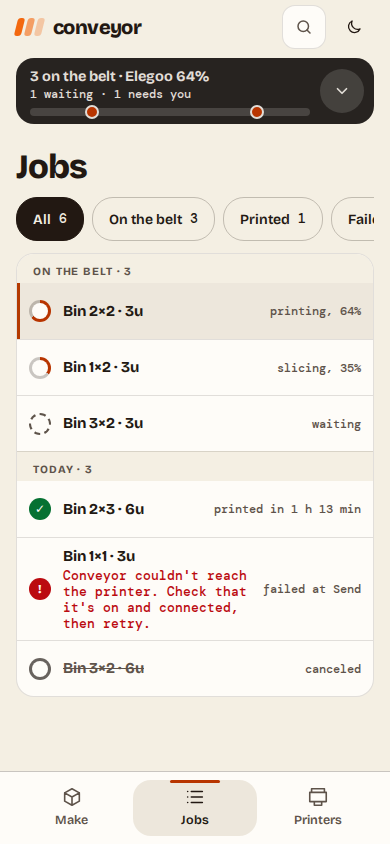 conveyor
3 on the belt · Elegoo 64%
1 waiting · 1 needs you
Jobs
All 6
On the belt 3
Printed 1
ON THE BELT · 3
Bin 2×2 · 3u
printing, 64%
Bin 1×2 · 3u
slicing, 35%
Bin 3×2 · 3u
waiting
TODAY · 3
Bin 2×3 · 6u
printed in 1 h 13 min
Bin 1×1 · 3u
Conveyor couldn't reach
the printer. Check that
it's on and connected,
then retry.
failed at Send
Bin 3×2 · 6u
canceled
Make
Jobs
Printers